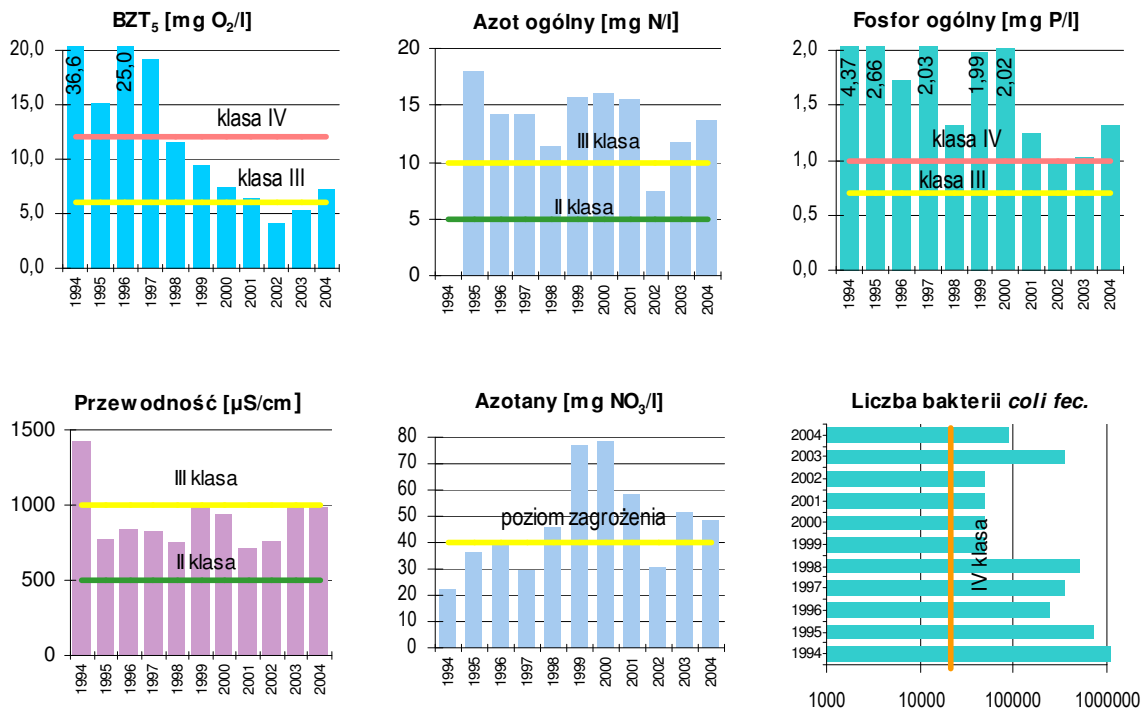 BZT5 [mg O2/l]
20,0
15,0
10,0
5,0
0,0
36,6
25,0
klasa IV
klasa III
1994 1995 1996 1997 1998 1999 2000 2001 2002 2003 2004
Azot ogólny [mg N/l]
20
15
10
5
0
III klasa
II klasa
1994 1995 1996 1997 1998 1999 2000 2001 2002 2003 2004
Fosfor ogólny [mg P/l]
2,0
1,5
1,0
0,5
0,0
4,37
2,66
2,03
1,99
2,02
klasa IV
klasa III
1994 1995 1996 1997 1998 1999 2000 2001 2002 2003 2004
Przewodność [µS/cm]
1500
1000
500
0
III klasa
II klasa
1994 1995 1996 1997 1998 1999 2000 2001 2002 2003 2004
Azotany [mg NO3/l]
80
70
60
50
40
30
20
10
0
poziom zagrożenia
1994 1995 1996 1997 1998 1999 2000 2001 2002 2003 2004
Liczba bakterii coli fec.
2004
2003
2002
2001
2000
1999
1998
1997
1996
1995
1994
IV klasa
1000 10000 100000 1000000